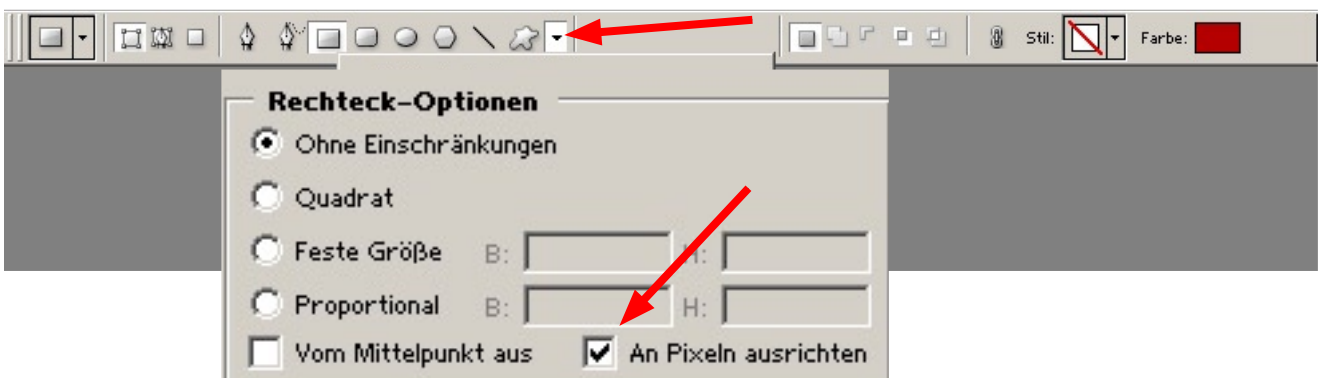 Stil: Farbe:
Rechteck-Optionen
Ohne Einschränkungen
Quadrat
Feste Größe B: H:
Proportional B: H:
Vom Mittelpunkt aus An Pixeln ausrichten